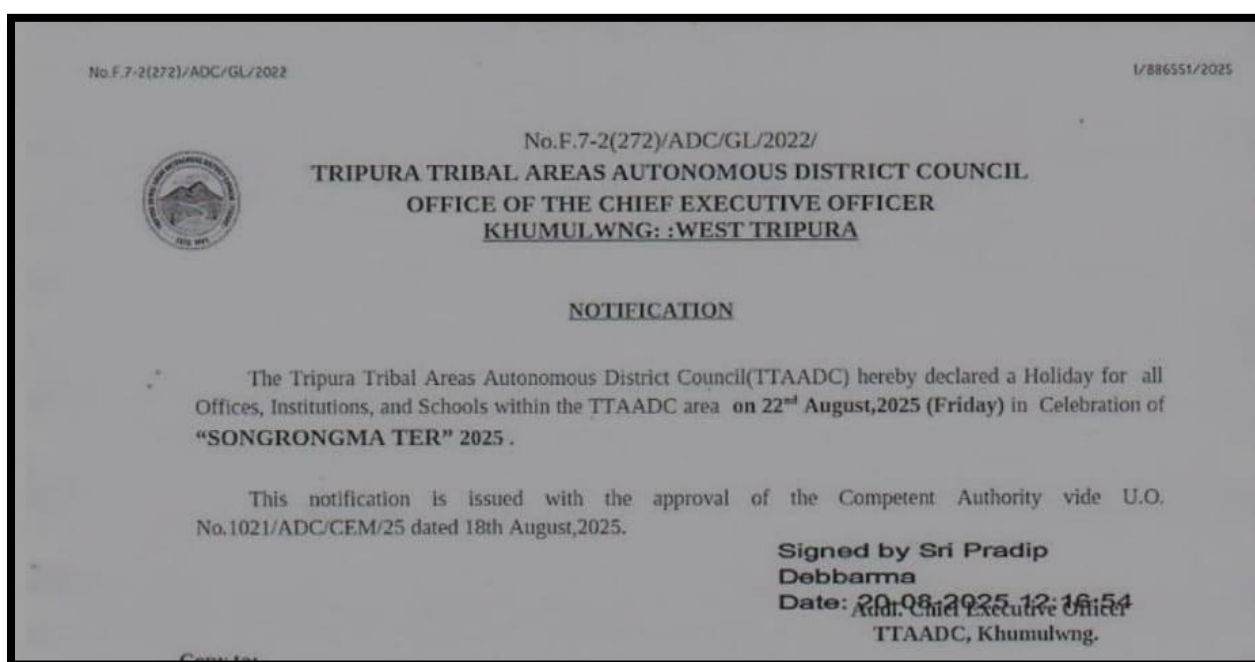 No.F.7-2(272)/ADC/GL/2022
I/886551/2025
No.F.7-2(272)/ADC/GL/2022/
TRIPURA TRIBAL AREAS AUTONOMOUS DISTRICT COUNCIL
OFFICE OF THE CHIEF EXECUTIVE OFFICER
KHUMULWNG: :WEST TRIPURA
NOTIFICATION
The Tripura Tribal Areas Autonomous District Council(TTAADC) hereby declared a Holiday for all
Offices, Institutions, and Schools within the TTAADC area on 22nd August,2025 (Friday) in Celebration of
“SONGRONGMA TER” 2025 .
This notification is issued with the approval of the Competent Authority vide U.O.
No.1021/ADC/CEM/25 dated 18th August,2025.
Signed by Sri Pradip
Debbarma
Date: 20-08-2025 12:16:54
Addl. Chief Executive Officer
TTAADC, Khumulwng.